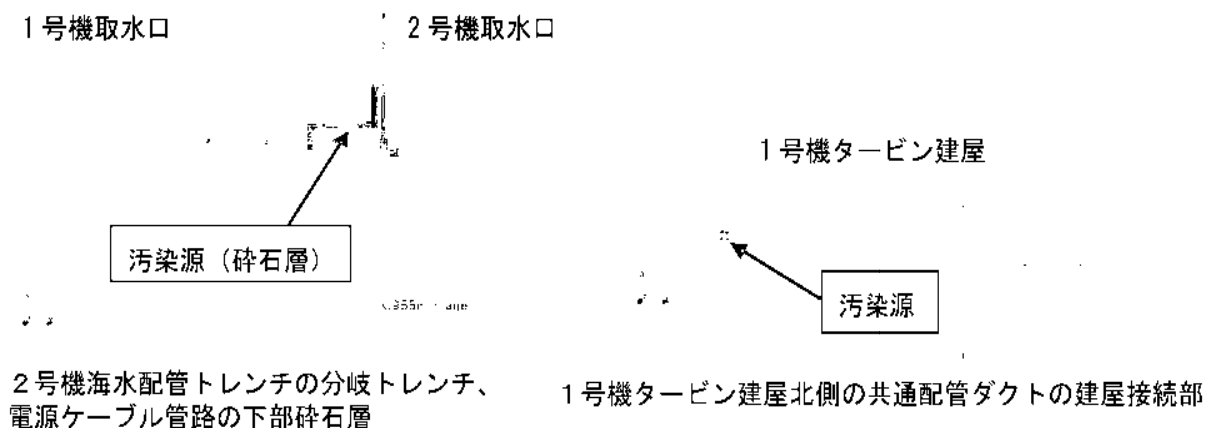 1号機取水口
2号機取水口
1号機タービン建屋
汚染源（砕石層）
汚染源
2号機海水配管トレンチの分岐トレンチ、
電源ケーブル管路の下部砕石層
1号機タービン建屋北側の共通配管ダクトの建屋接続部